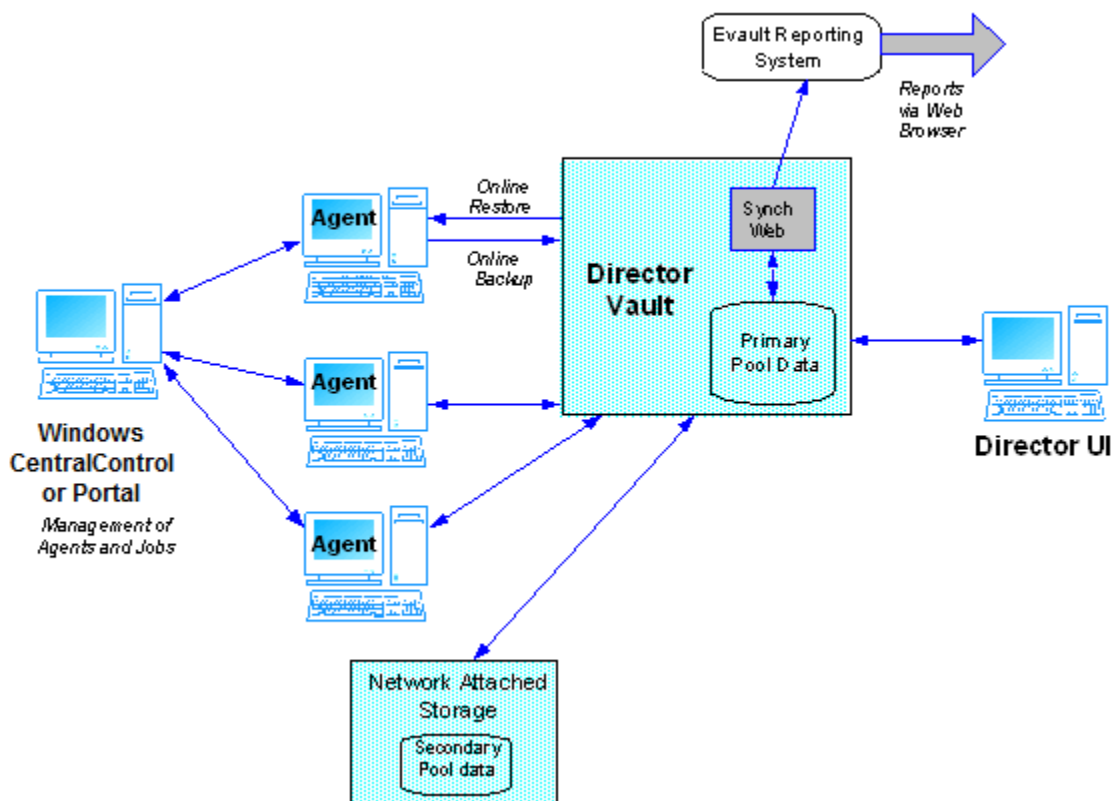 Evault Reporting
System
Reports
via Web
Browser
Agent
Online
Restore
Online
Backup
Synch
Web
Director
Vault
Primary
Pool Data
Agent
Windows
CentralControl
or Portal
Management of
Agents and Jobs
Director UI
Agent
Network Attached
Storage
Secondary
Pool data